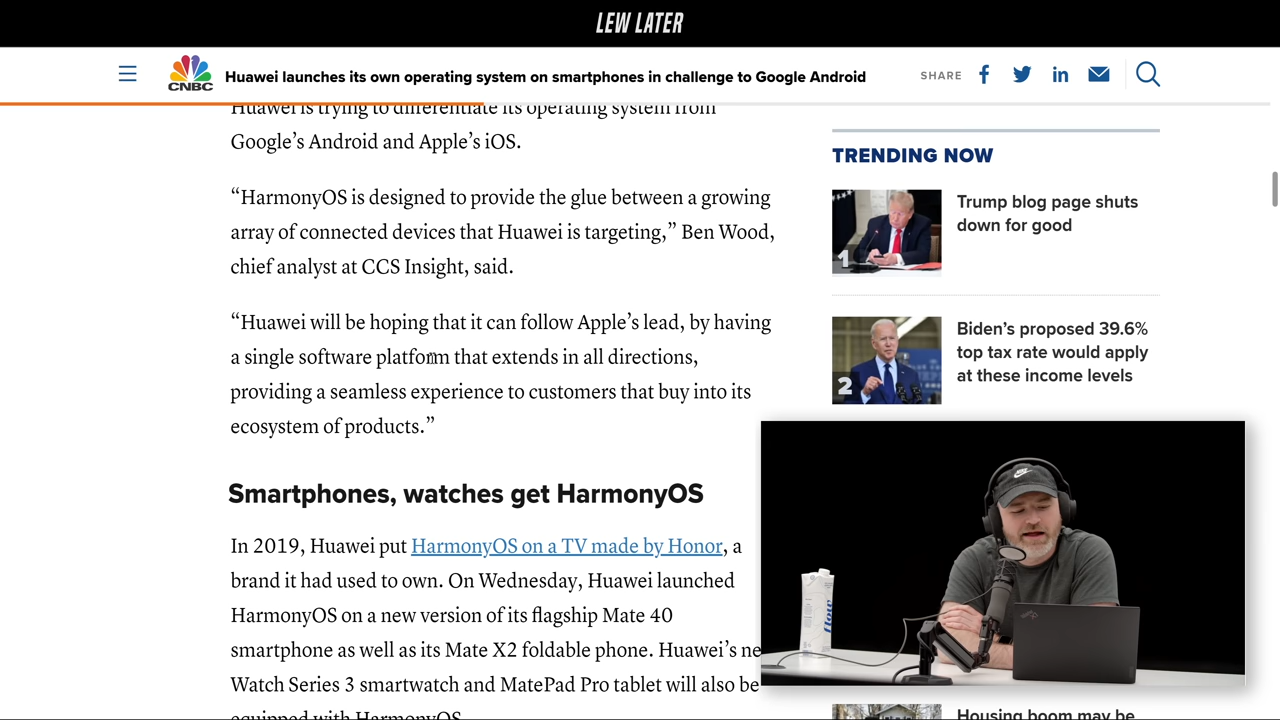 LEW LATER
CNBC
Huawei launches its own operating system on smartphones in challenge to Google Android
SHARE
Huawei is trying to differentiate its operating system from
Google’s Android and Apple’s iOS.
“HarmonyOS is designed to provide the glue between a growing
array of connected devices that Huawei is targeting,” Ben Wood,
chief analyst at CCS Insight, said.
“Huawei will be hoping that it can follow Apple’s lead, by having
a single software platform that extends in all directions,
providing a seamless experience to customers that buy into its
ecosystem of products.”
Smartphones, watches get HarmonyOS
In 2019, Huawei put HarmonyOS on a TV made by Honor, a
brand it had used to own. On Wednesday, Huawei launched
HarmonyOS on a new version of its flagship Mate 40
smartphone as well as its Mate X2 foldable phone. Huawei’s ne
Watch Series 3 smartwatch and MatePad Pro tablet will also be
equipped with HarmonyOS
TRENDING NOW
1
Trump blog page shuts
down for good
2
Biden’s proposed 39.6%
top tax rate would apply
at these income levels
flow
Housing boom may be